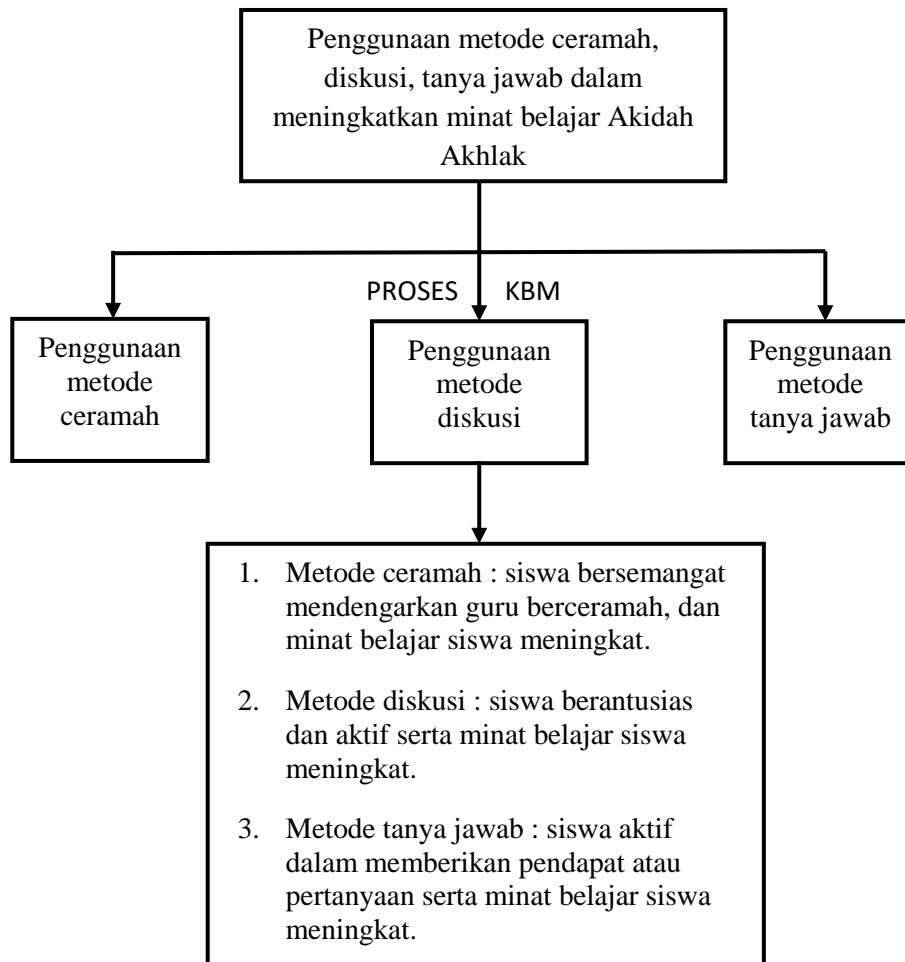 Penggunaan metode ceramah,
diskusi, tanya jawab dalam
meningkatkan minat belajar Akidah
Akhlak
PROSES KBM
Penggunaan
metode
ceramah
Penggunaan
metode
diskusi
Penggunaan
metode
tanya jawab
1. Metode ceramah : siswa bersemangat
mendengarkan guru berceramah, dan
minat belajar siswa meningkat.
2. Metode diskusi : siswa berantusias
dan aktif serta minat belajar siswa
meningkat.
3. Metode tanya jawab : siswa aktif
dalam memberikan pendapat atau
pertanyaan serta minat belajar siswa
meningkat.